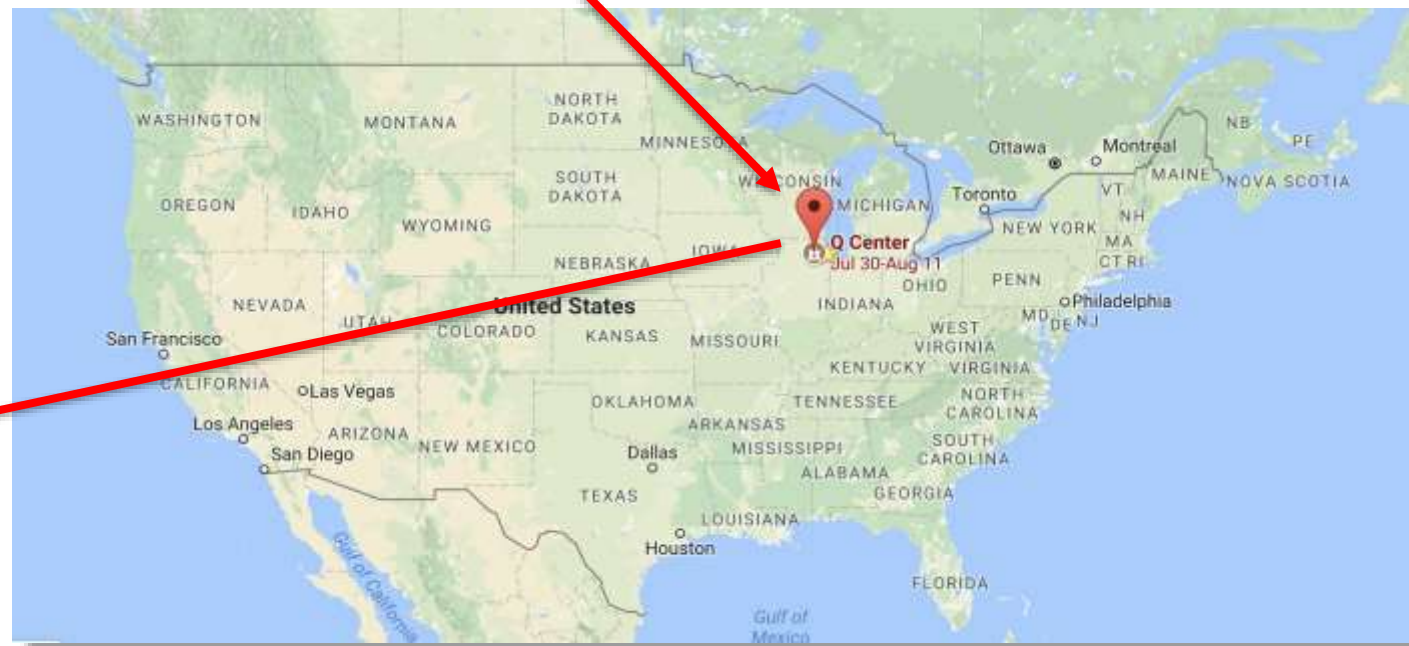 WASHINGTON
MONTANA
NORTH
DAKOTA
MINNESOTA
Ottawa
Montréal
NB
PE
SOUTH
DAKOTA
WISCONSIN
MICHIGAN
Toronto
VT
MAINE
NOVA SCOTIA
OREGON
IDAHO
WYOMING
NEW YORK
NH
MA
CT RI
IOWA
Q Center
Jul 30-Aug 11
NEBRASKA
OHIO
PENN
Philadelphia
NEVADA
UTAH
United States
COLORADO
KANSAS
MISSOURI
INDIANA
WEST
VIRGINIA
MD
DE NJ
San Francisco
KENTUCKY
VIRGINIA
CALIFORNIA
Las Vegas
OKLAHOMA
TENNESSEE
NORTH
CAROLINA
Los Angeles
ARIZONA
NEW MEXICO
ARKANSAS
San Diego
Dallas
MISSISSIPPI
SOUTH
CAROLINA
ALABAMA
TEXAS
GEORGIA
LOUISIANA
Houston
Gulf of California
FLORIDA
Gulf of
Mexico